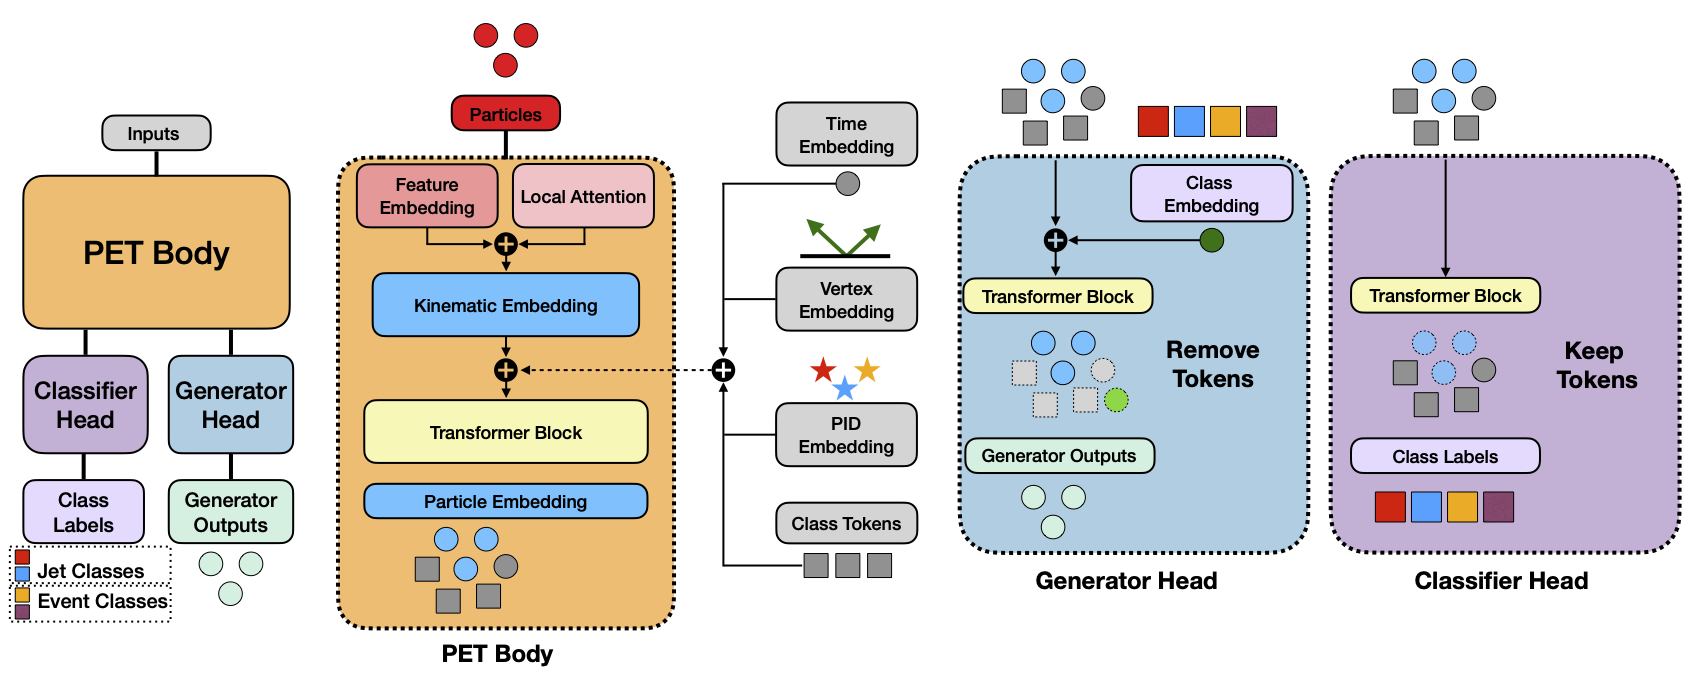 Inputs
PET Body
Classifier
Head
Generator
Head
Class
Labels
Generator
Outputs
Jet Classes
Event Classes
Particles
Feature
Embedding
Local Attention
Kinematic Embedding
Transformer Block
Particle Embedding
PET Body
Time
Embedding
Vertex
Embedding
PID
Embedding
Class Tokens
Class
Embedding
Transformer Block
Remove
Tokens
Generator Outputs
Generator Head
Transformer Block
Keep
Tokens
Class Labels
Classifier Head